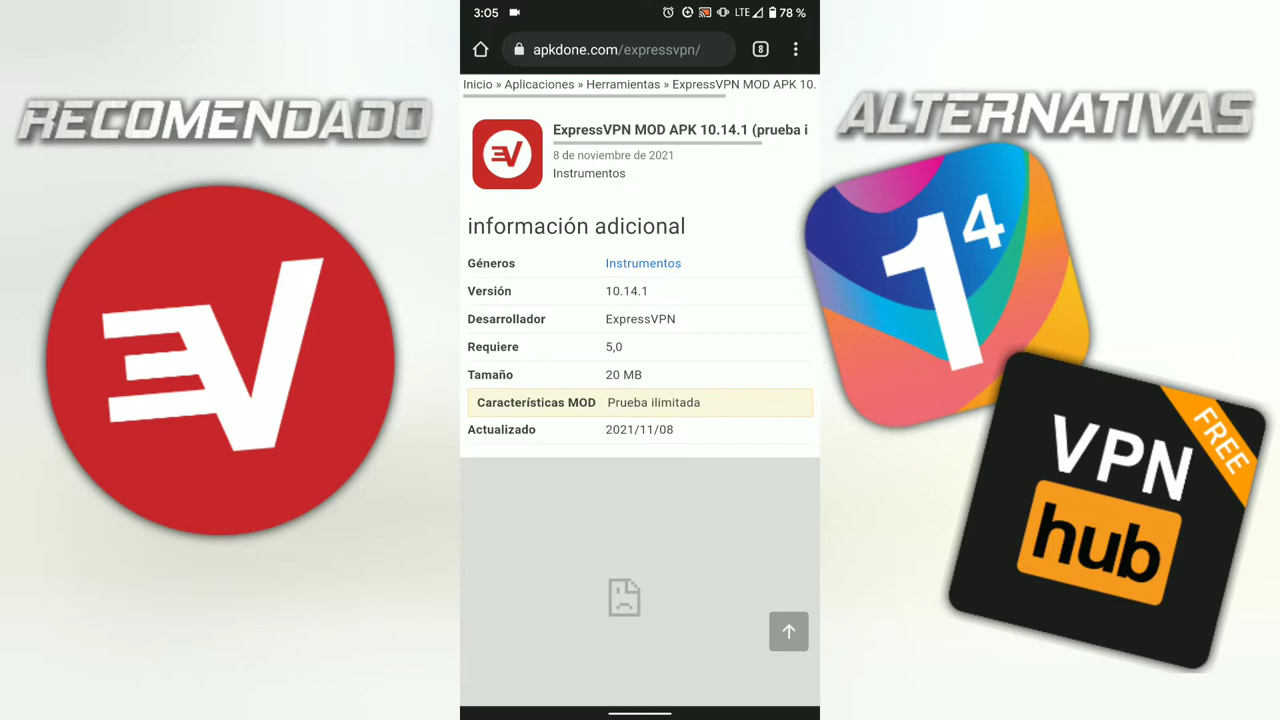 RECOMENDADO
EV
3:05
LTE
78 %
apkdone.com/expressvpn/
8
Inicio » Aplicaciones » Herramientas » ExpressVPN MOD APK 10.
EV
ExpressVPN MOD APK 10.14.1 (prueba i
8 de noviembre de 2021
Instrumentos
información adicional
Géneros Instrumentos
Versión 10.14.1
Desarrollador ExpressVPN
Requiere 5,0
Tamaño 20 MB
Características MOD Prueba ilimitada
Actualizado 2021/11/08
ALTERNATIVAS
1⁴
FREE
VPN
hub